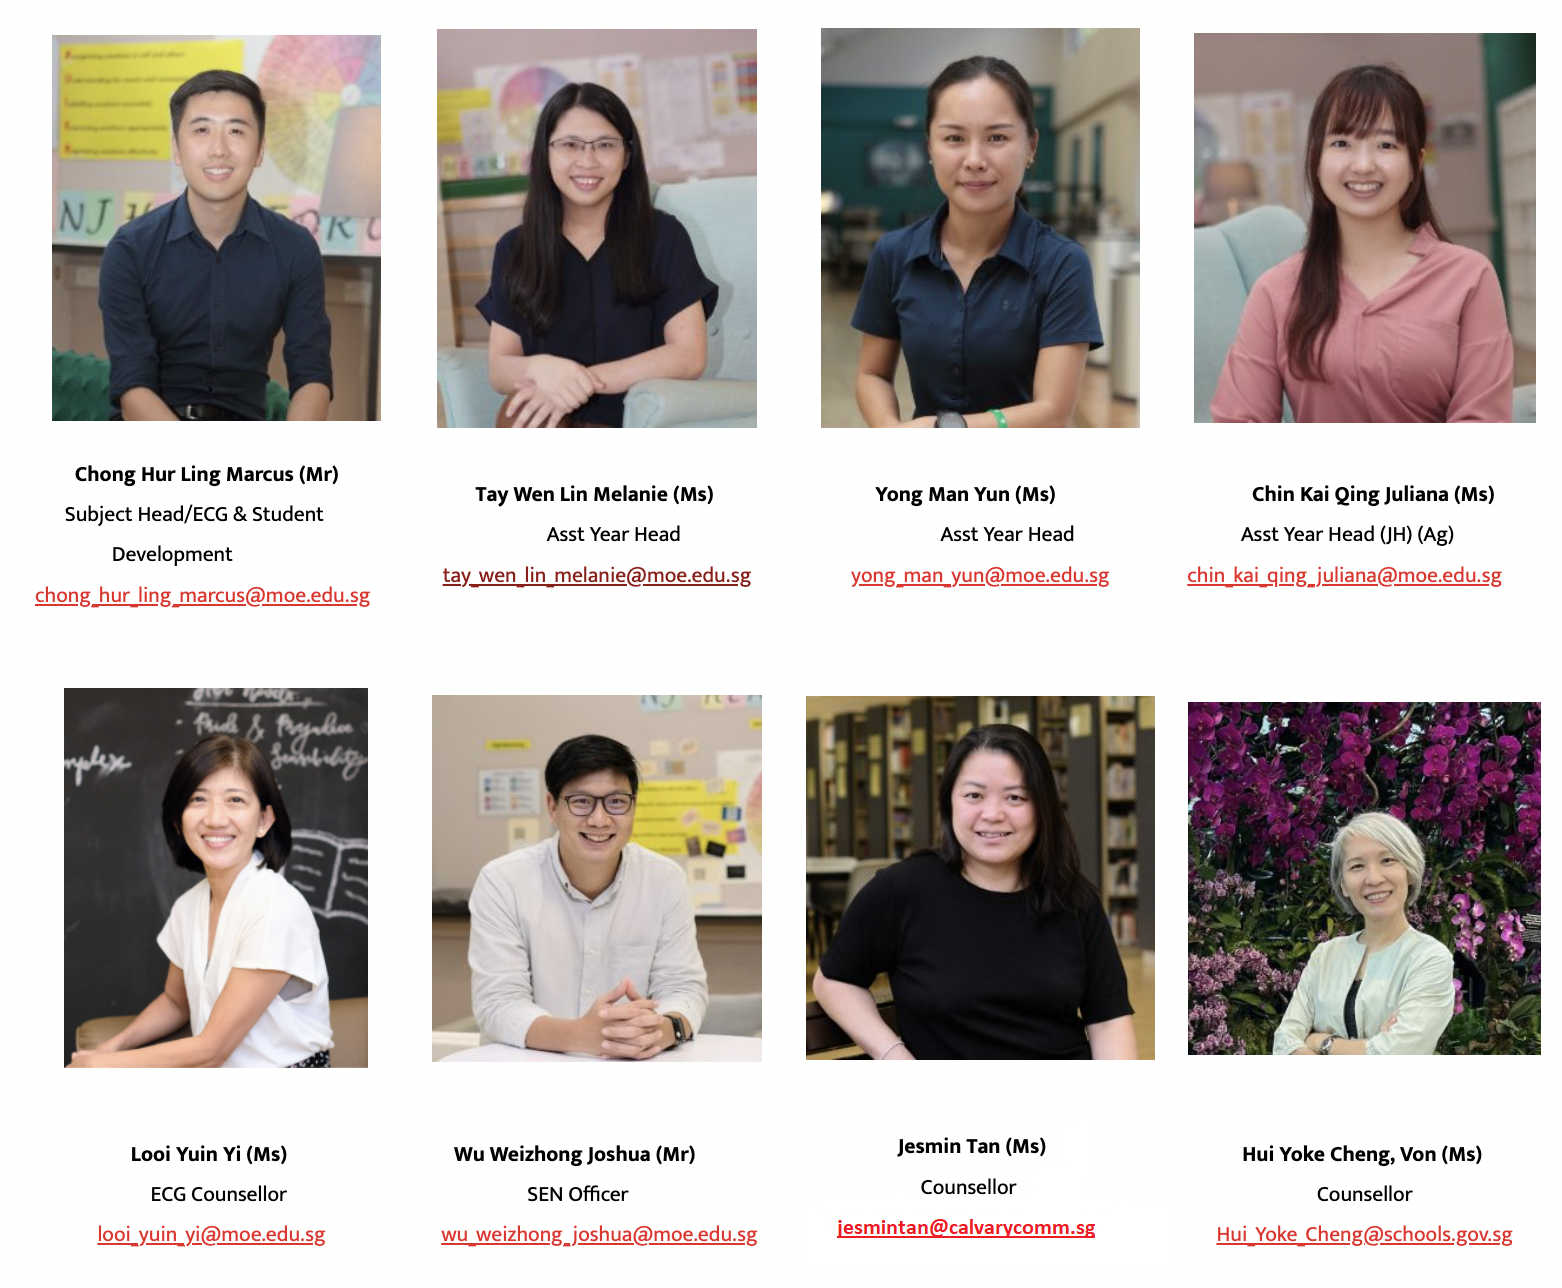 NJ
Chong Hur Ling Marcus (Mr)
Subject Head/ECG & Student
Development
chong_hur_ling_marcus@moe.edu.sg
Tay Wen Lin Melanie (Ms)
Asst Year Head
tay_wen_lin_melanie@moe.edu.sg
Yong Man Yun (Ms)
Asst Year Head
yong_man_yun@moe.edu.sg
Chin Kai Qing Juliana (Ms)
Asst Year Head (JH) (Ag)
chin_kai_qing_juliana@moe.edu.sg
Pride & Prejudice
Sensibility
Looi Yuin Yi (Ms)
ECG Counsellor
looi_yuin_yi@moe.edu.sg
Wu Weizhong Joshua (Mr)
SEN Officer
wu_weizhong_joshua@moe.edu.sg
Jesmin Tan (Ms)
Counsellor
jesmintan@calvarycomm.sg
Hui Yoke Cheng, Von (Ms)
Counsellor
Hui_Yoke_Cheng@schools.gov.sg